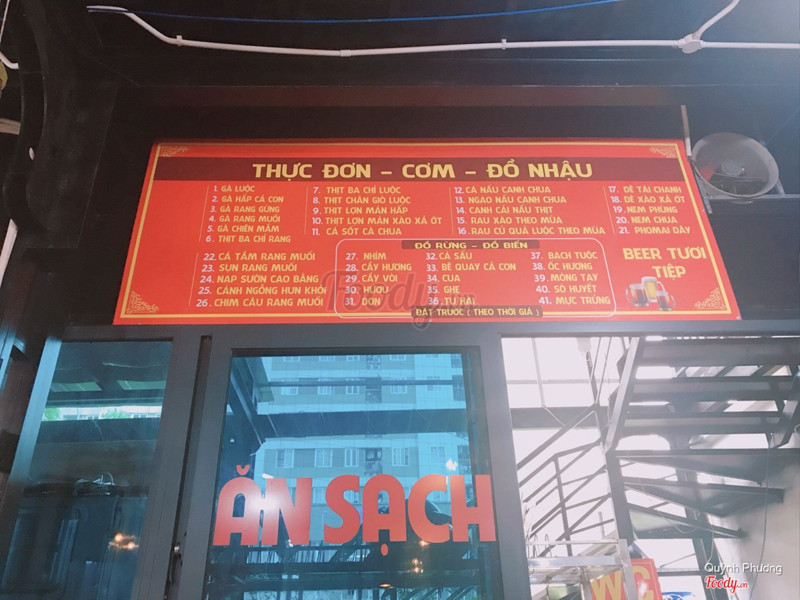 THỰC ĐƠN - CƠM - ĐỒ NHẬU
1. GÀ LUỘC
2. GÀ HẤP CẢ CON
3. GÀ RANG GỪNG
4. GÀ RANG MUỐI
5. GÀ CHIÊN MẮM
6. THỊT BA CHỈ RANG
7. THỊT BA CHỈ LUỘC
8. THỊT CHÂN GIÒ LUỘC
9. THỊT LỢN MÁN HẤP
10. THỊT LỢN MÁN XÀO XẢ ỚT
11. CÁ SỐT CÀ CHUA
12. CÁ NẤU CANH CHUA
13. NGAO NẤU CANH CHUA
14. CANH CẢI NẤU THỊT
15. RAU XÀO THEO MÙA
16. RAU CỦ QUẢ LUỘC THEO MÙA
17. DÊ TÁI CHANH
18. DÊ XÀO XẢ ỚT
19. NEM PHÙNG
20. NEM CHUA
21. PHOMAI DÂY
22. CÁ TẦM RANG MUỐI
23. SỤN RANG MUỐI
24. NẠP SƯỜN CAO BẰNG
25. CÁNH NGỖNG HUN KHÓI
26. CHIM CÂU RANG MUỐI
ĐỒ RỪNG - ĐỒ BIỂN
27. NHÍM
28. CẦY HƯƠNG
29. CẦY VÒI
30. HƯƠU
31. DON
32. CÁ SẤU
33. BÊ QUAY CẢ CON
34. CUA
35. GHẸ
36. TU HÀI
37. BẠCH TUỘC
38. ỐC HƯƠNG
39. MÓNG TAY
40. SÒ HUYẾT
41. MỰC TRỨNG
ĐẶT TRƯỚC ( THEO THỜI GIÁ )
BEER TƯƠI
TIỆP
Foody.vn
ĂN SẠCH
WC
Quỳnh Phương
Foody.vn